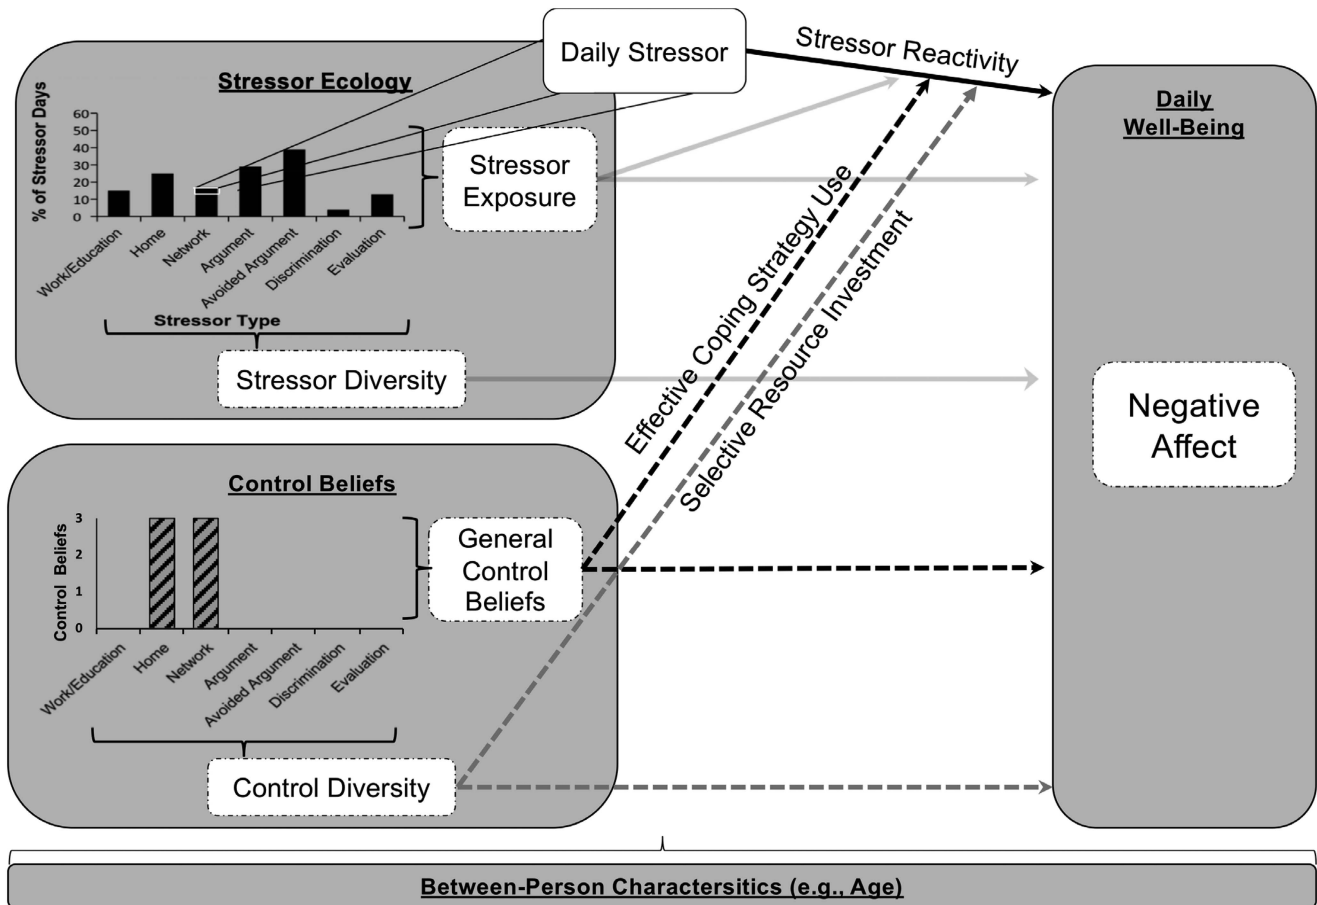 Daily Stressor
Stressor Reactivity
Stressor Ecology
% of Stressor Days
60
50
40
30
20
10
0
Work/Education
Home
Network
Argument
Avoided Argument
Discrimination
Evaluation
Stressor Type
Stressor
Exposure
Stressor Diversity
Effective Coping Strategy Use
Selective Resource Investment
Daily
Well-Being
Negative
Affect
Control Beliefs
Control Beliefs
3
2
1
0
Work/Education
Home
Network
Argument
Avoided Argument
Discrimination
Evaluation
General
Control
Beliefs
Control Diversity
Between-Person Charactersitics (e.g., Age)